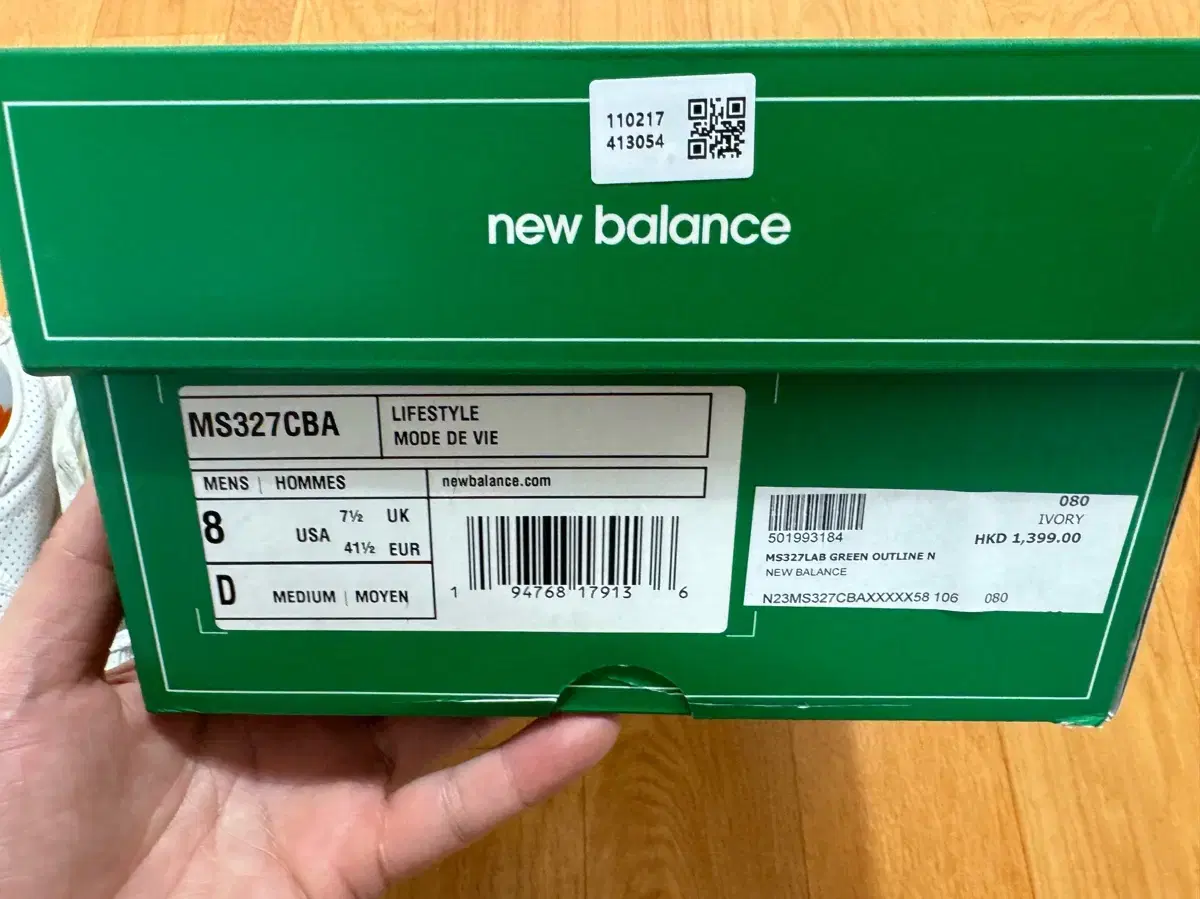 110217
413054
new balance
MS327CBA
LIFESTYLE
MODE DE VIE
MENS | HOMMES
newbalance.com
8 USA
7½ UK
41½ EUR
D MEDIUM | MOYEN
1 94768 17913 6
080
IVORY
501993184
HKD 1,399.00
MS327LAB GREEN OUTLINE N
NEW BALANCE
N23MS327CBAXXXXX58 106 080